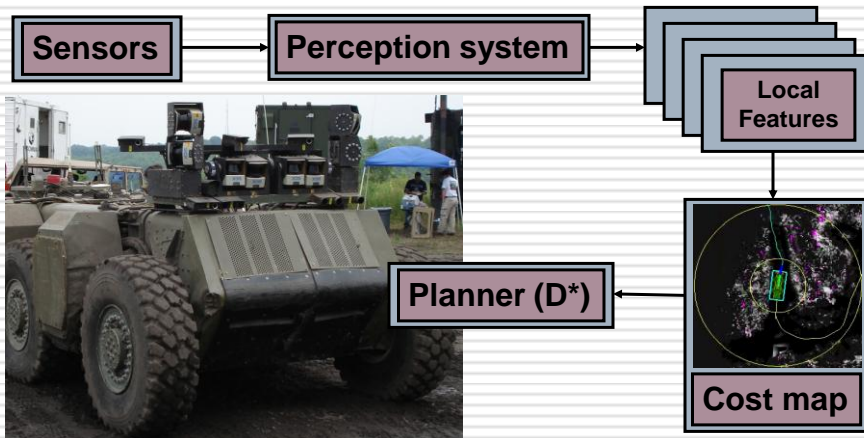 Sensors
Perception system
Local
Features
Planner (D*)
Cost map